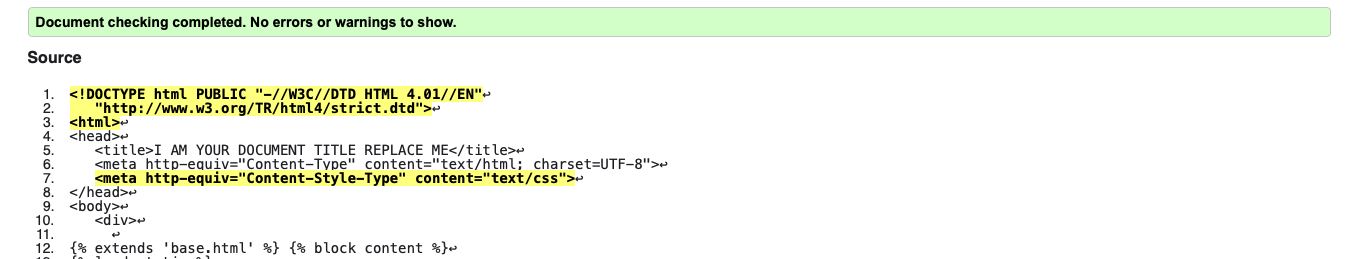 Document checking completed. No errors or warnings to show.
Source
1. <!DOCTYPE html PUBLIC "-//W3C//DTD HTML 4.01//EN"↩
2. "http://www.w3.org/TR/html4/strict.dtd">↩
3. <html>↩
4. <head>↩
5. <title>I AM YOUR DOCUMENT TITLE REPLACE ME</title>↩
6. <meta http-equiv="Content-Type" content="text/html; charset=UTF-8">↩
7. <meta http-equiv="Content-Style-Type" content="text/css">↩
8. </head>↩
9. <body>↩
10. <div>↩
11. ↩
12. {% extends 'base.html' %} {% block content %}↩